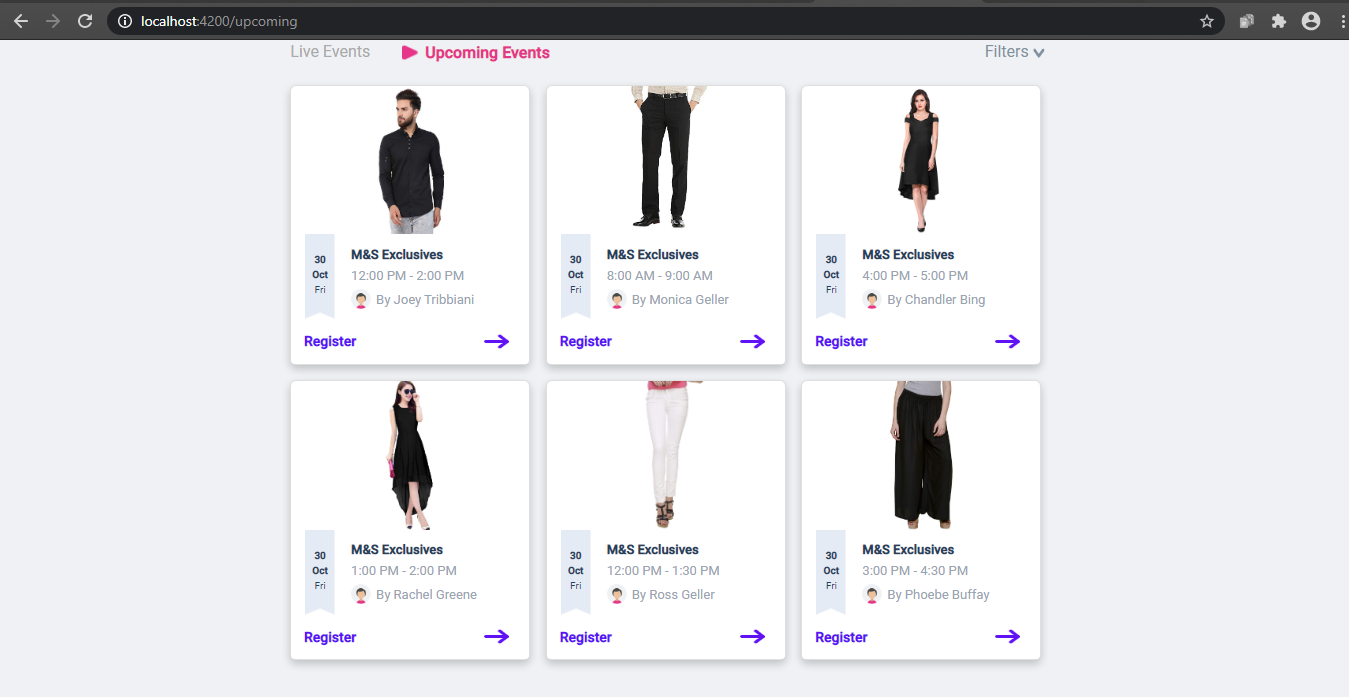 localhost:4200/upcoming
Live Events
Upcoming Events
Filters
30
Oct
Fri
M&S Exclusives
12:00 PM - 2:00 PM
By Joey Tribbiani
Register
30
Oct
Fri
M&S Exclusives
8:00 AM - 9:00 AM
By Monica Geller
Register
30
Oct
Fri
M&S Exclusives
4:00 PM - 5:00 PM
By Chandler Bing
Register
30
Oct
Fri
M&S Exclusives
1:00 PM - 2:00 PM
By Rachel Greene
Register
30
Oct
Fri
M&S Exclusives
12:00 PM - 1:30 PM
By Ross Geller
Register
30
Oct
Fri
M&S Exclusives
3:00 PM - 4:30 PM
By Phoebe Buffay
Register